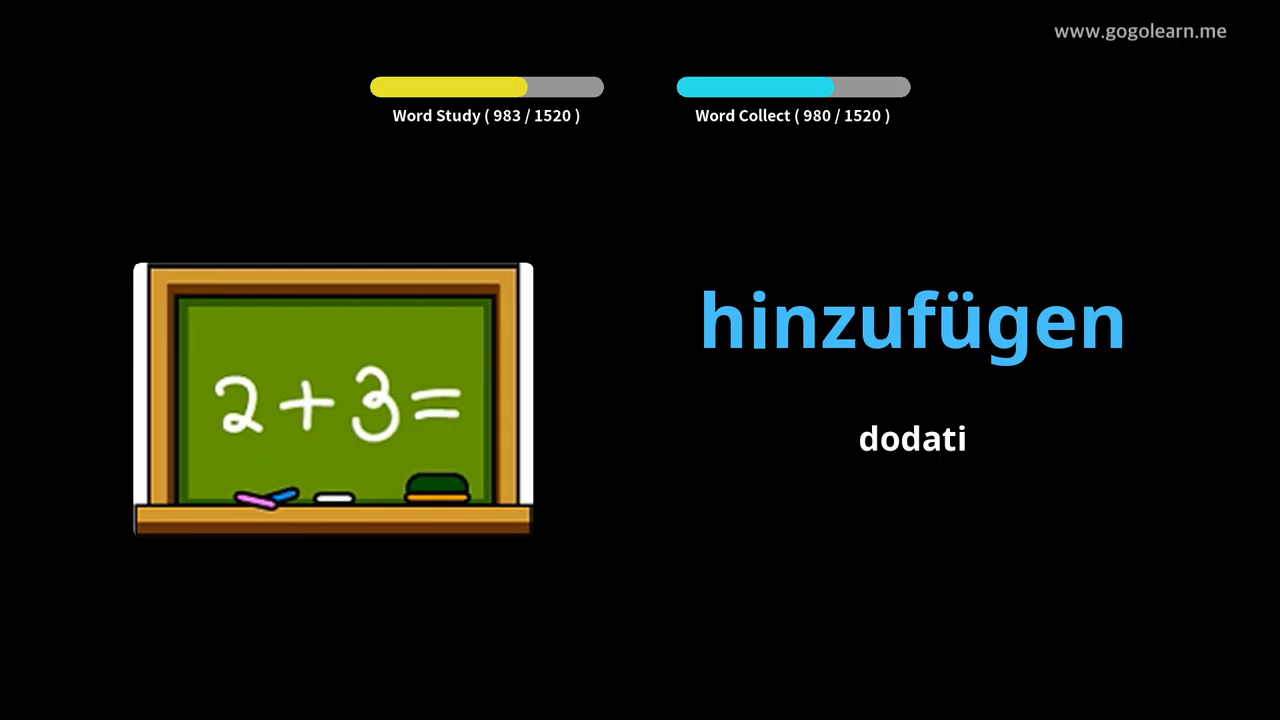 www.gogolearn.me
Word Study ( 983 / 1520 )
Word Collect ( 980 / 1520 )
2 + 3 =
hinzufügen
dodati